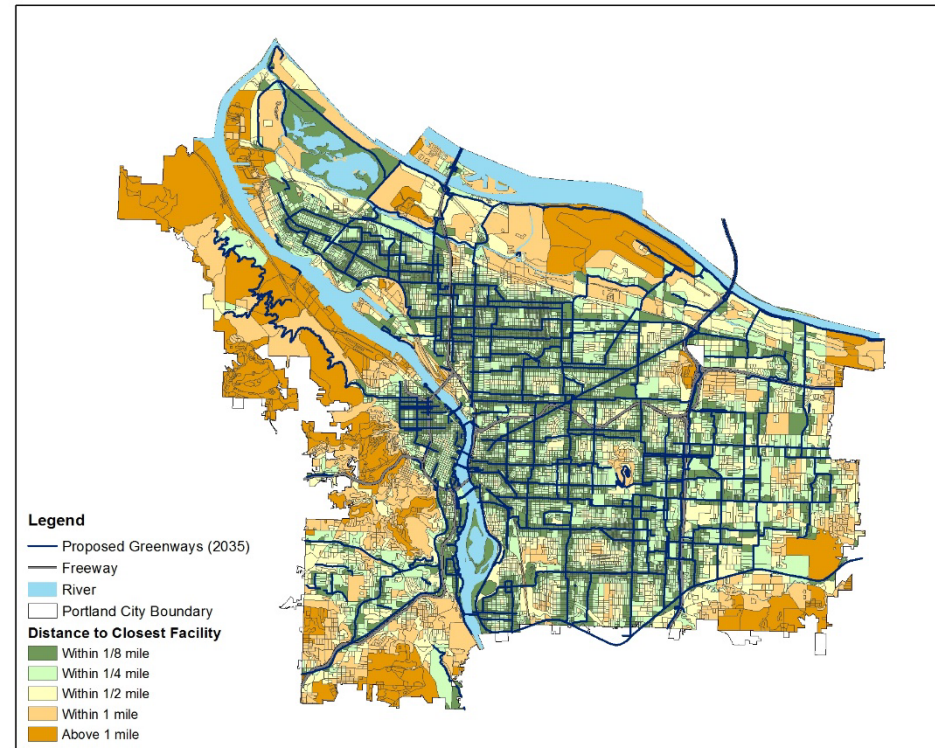 Legend
Proposed Greenways (2035)
Freeway
River
Portland City Boundary
Distance to Closest Facility
Within 1/8 mile
Within 1/4 mile
Within 1/2 mile
Within 1 mile
Above 1 mile